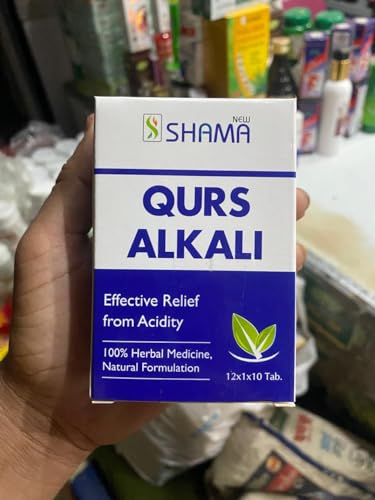 NEW
SHAMA
QURS
ALKALI
Effective Relief
from Acidity
100% Herbal Medicine,
Natural Formulation
12x1x10 Tab.